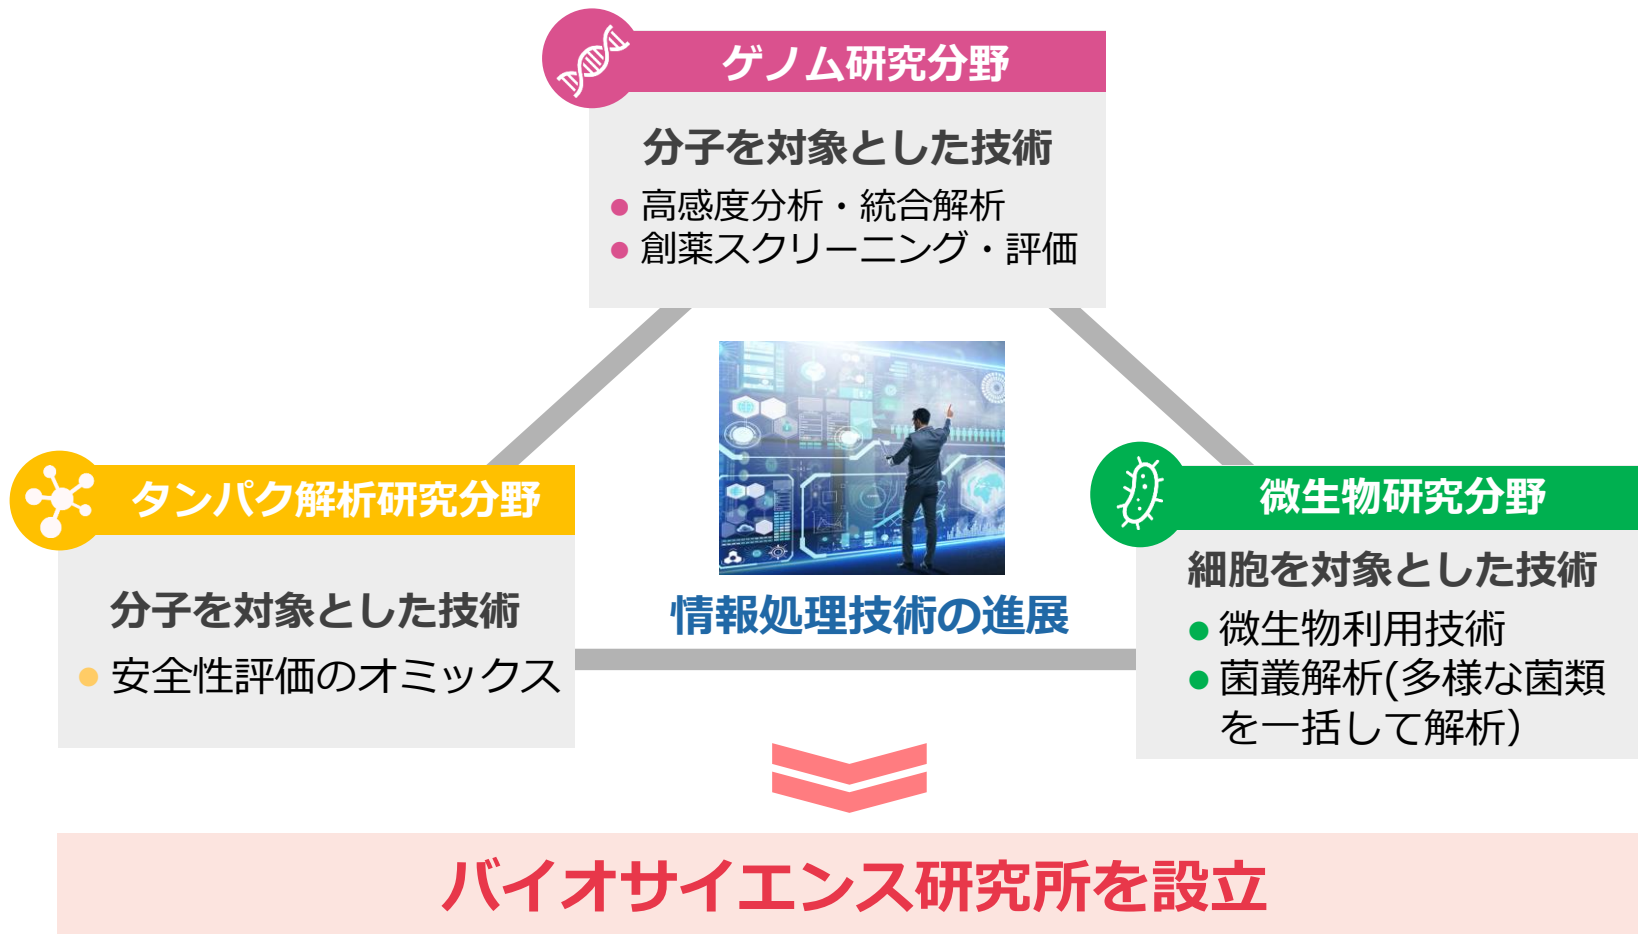 ゲノム研究分野
分子を対象とした技術
● 高感度分析・統合解析
● 創薬スクリーニング・評価
タンパク解析研究分野
分子を対象とした技術
● 安全性評価のオミックス
情報処理技術の進展
微生物研究分野
細胞を対象とした技術
● 微生物利用技術
● 菌叢解析(多様な菌類
を一括して解析）
バイオサイエンス研究所を設立